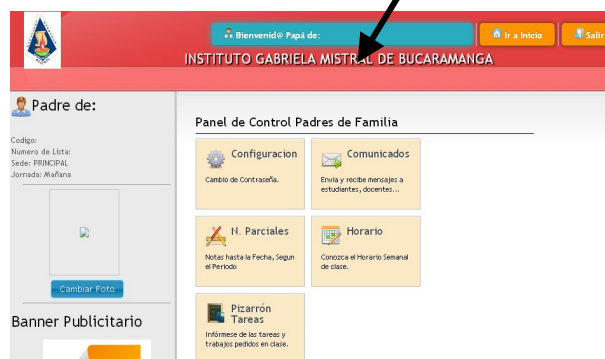 Bienvenid@ Papá de:
Ir a Inicio
Salir
INSTITUTO GABRIELA MISTRAL DE BUCARAMANGA
Padre de:
Codigo:
Numero de Lista:
Sede: PRINCIPAL
Jornada: Mañana
Cambiar Foto
Banner Publicitario
Panel de Control Padres de Familia
Configuracion
Cambio de Contraseña.
Comunicados
Envia y recibe mensajes a
estudiantes, docentes...
N. Parciales
Notas hasta la Fecha, Segun
el Periodo
Horario
Conozca el Horario Semanal
de clase.
Pizarrón
Tareas
Infórmese de las tareas y
trabajos pedidos en clase.